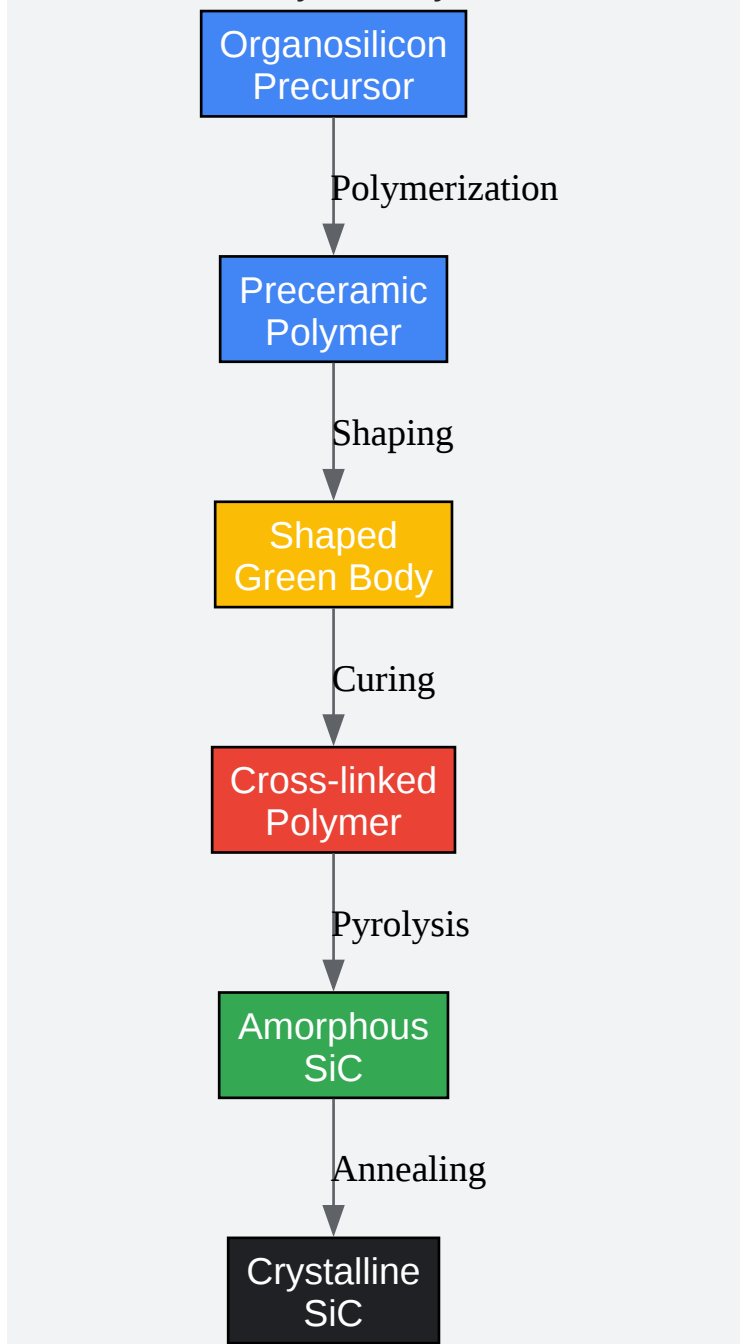 Organosilicon
Precursor
Polymerization
Preceramic
Polymer
Shaping
Shaped
Green Body
Curing
Cross-linked
Polymer
Pyrolysis
Amorphous
SiC
Annealing
Crystalline
SiC